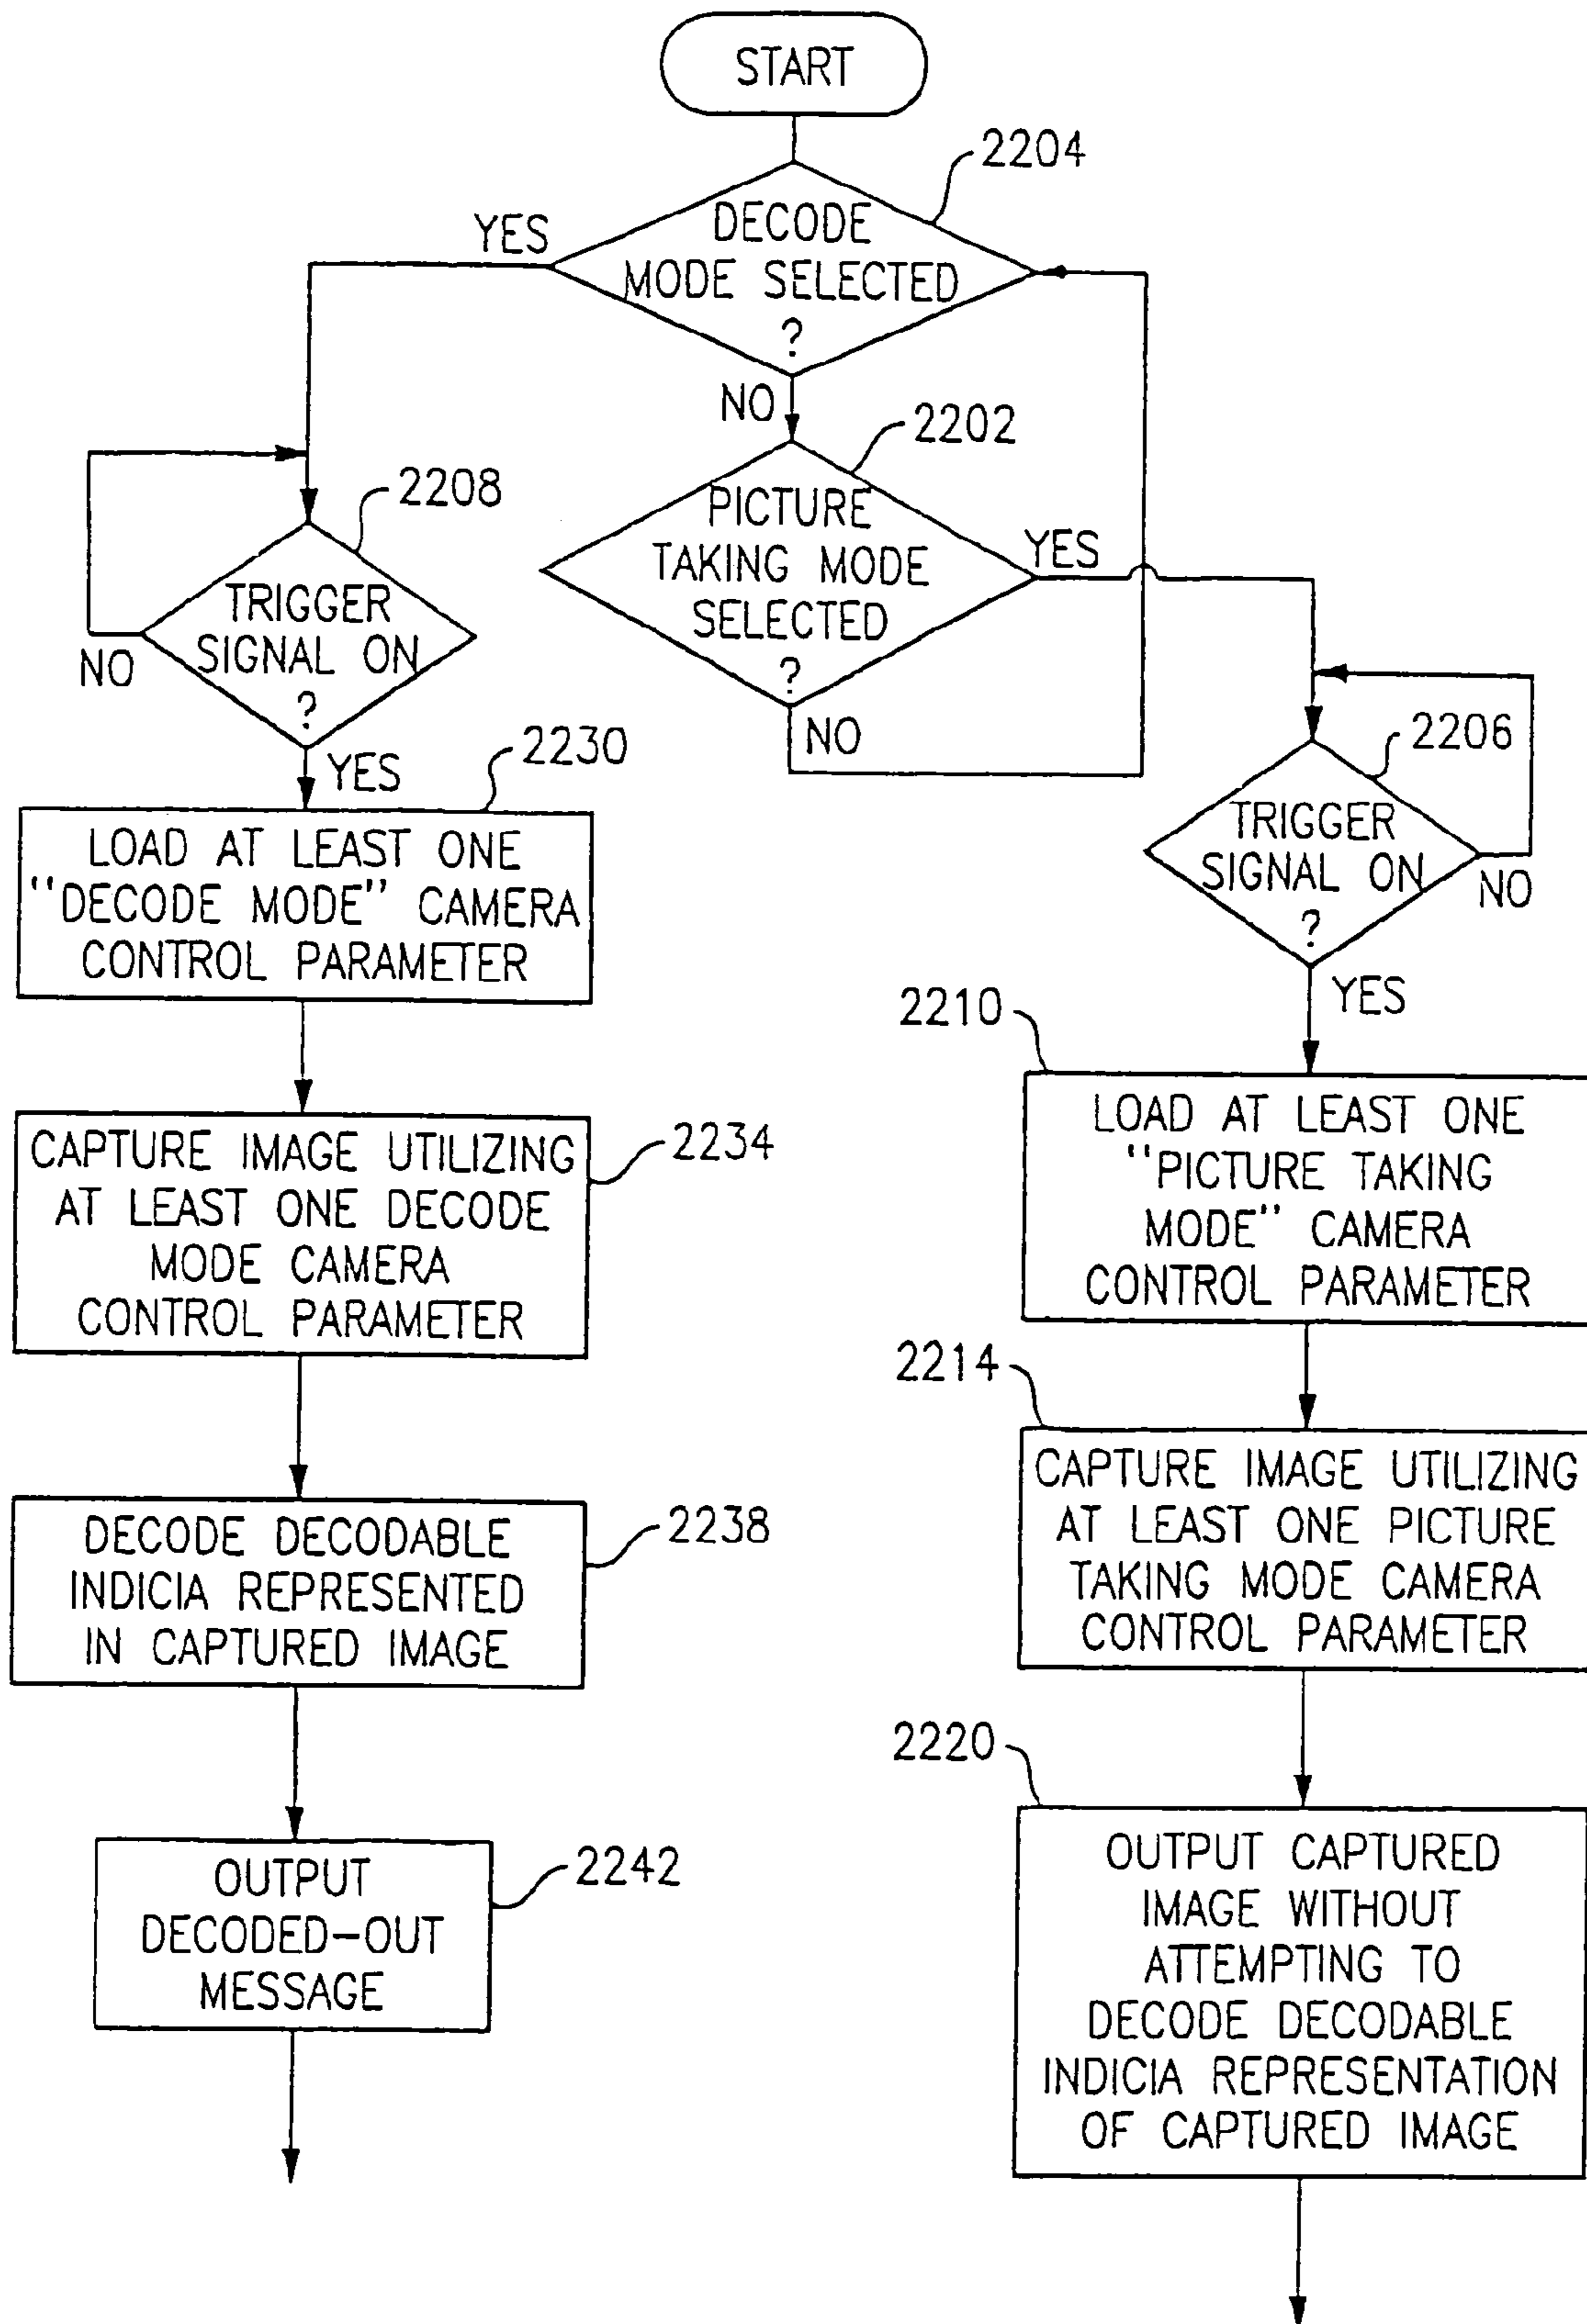 START
2204
DECODE
MODE SELECTED
?
YES
NO
2202
PICTURE
TAKING MODE
SELECTED
?
YES
NO
2208
TRIGGER
SIGNAL ON
?
NO
YES
2230
LOAD AT LEAST ONE
"DECODE MODE" CAMERA
CONTROL PARAMETER
CAPTURE IMAGE UTILIZING
AT LEAST ONE DECODE
MODE CAMERA
CONTROL PARAMETER
2234
DECODE DECODABLE
INDICIA REPRESENTED
IN CAPTURED IMAGE
2238
OUTPUT
DECODED-OUT
MESSAGE
2242
2206
TRIGGER
SIGNAL ON
?
NO
YES
2210
LOAD AT LEAST ONE
"PICTURE TAKING
MODE" CAMERA
CONTROL PARAMETER
2214
CAPTURE IMAGE UTILIZING
AT LEAST ONE PICTURE
TAKING MODE CAMERA
CONTROL PARAMETER
2220
OUTPUT CAPTURED
IMAGE WITHOUT
ATTEMPTING TO
DECODE DECODABLE
INDICIA REPRESENTATION
OF CAPTURED IMAGE